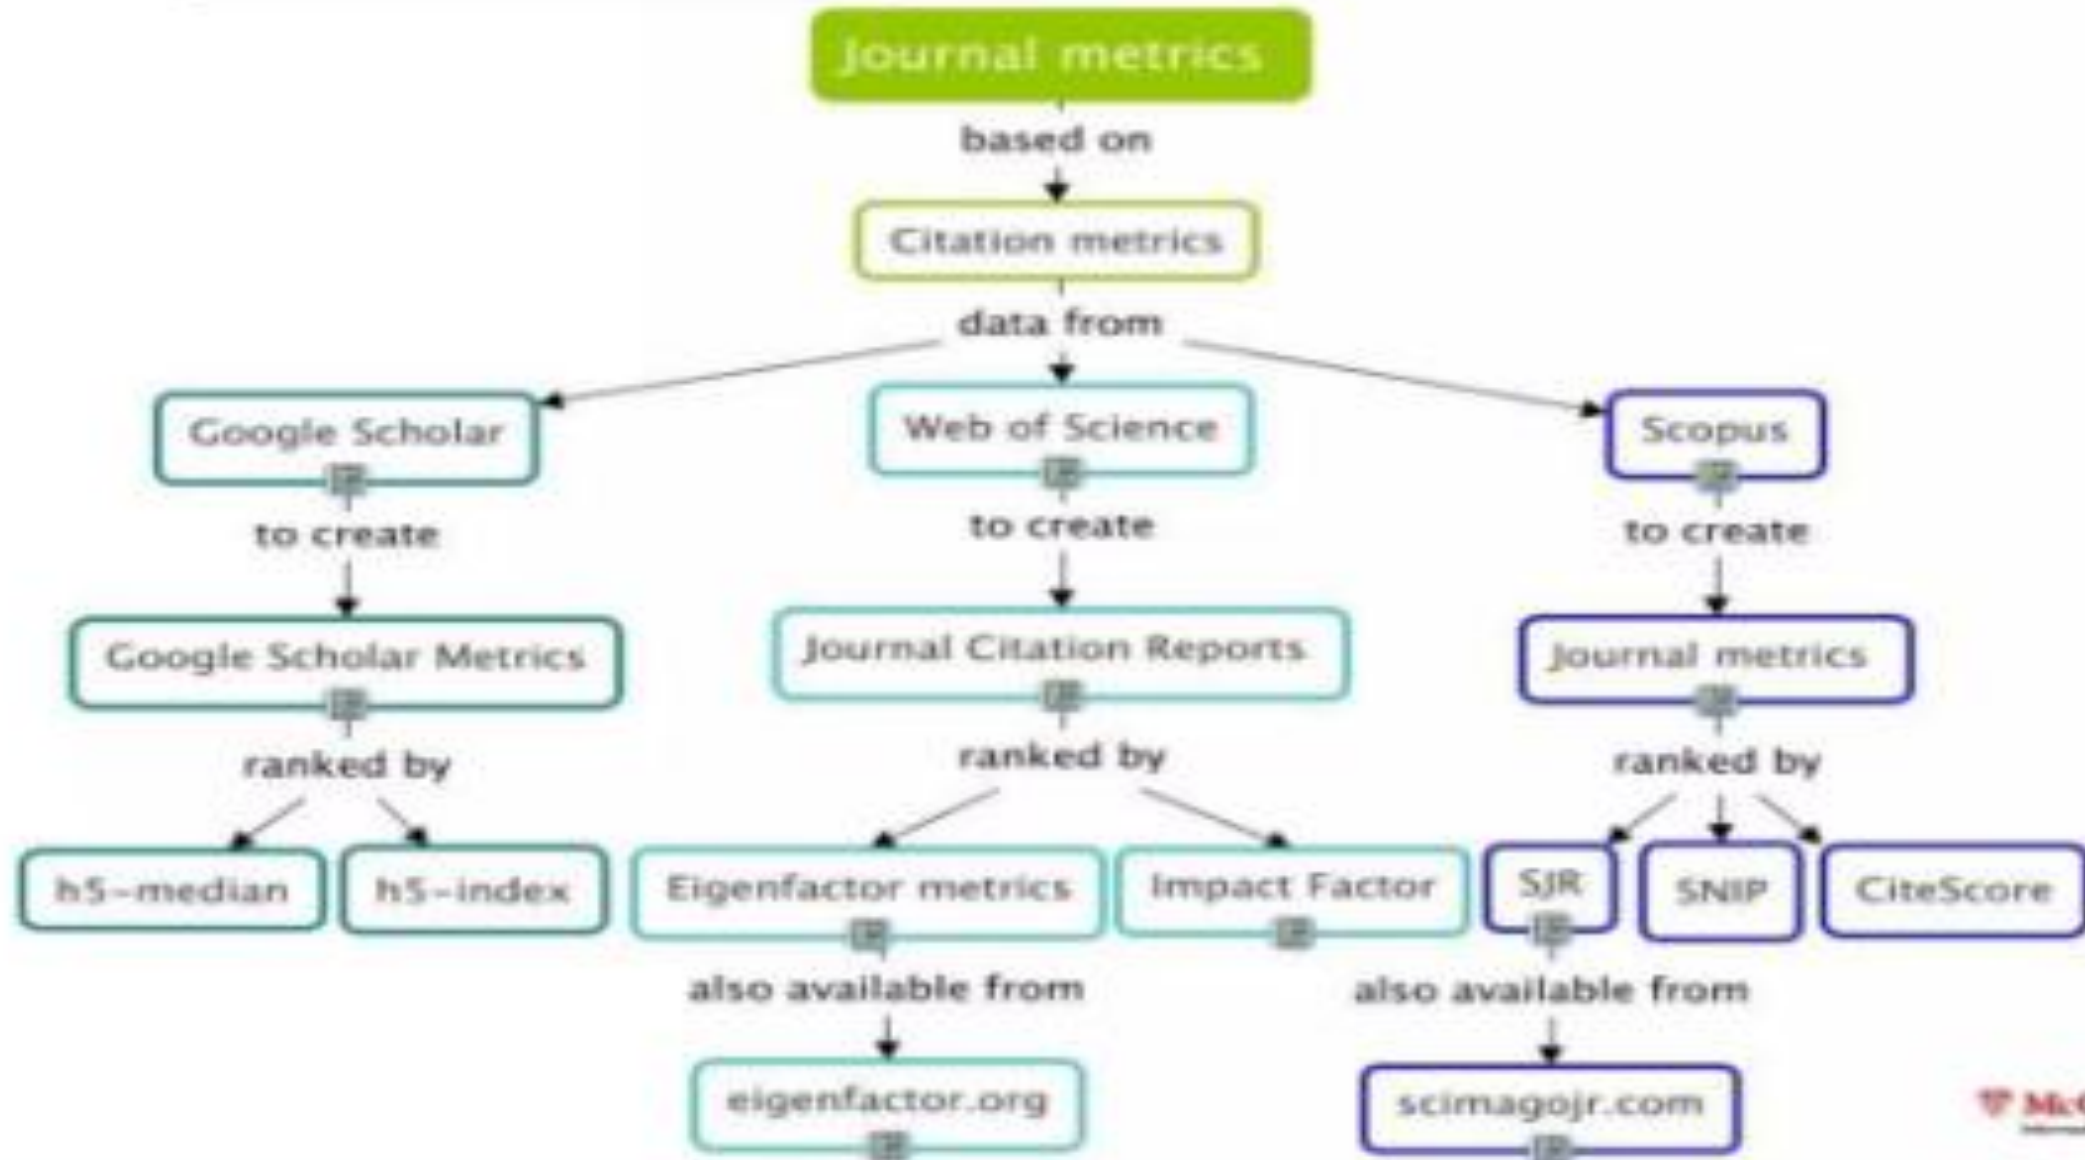 Journal metrics
based on
Citation metrics
data from
Google Scholar
Web of Science
Scopus
to create
to create
to create
Google Scholar Metrics
Journal Citation Reports
Journal metrics
ranked by
ranked by
ranked by
h5-median
h5-index
Eigenfactor metrics
Impact Factor
SJR
SNIP
CiteScore
also available from
also available from
eigenfactor.org
scimagojr.com